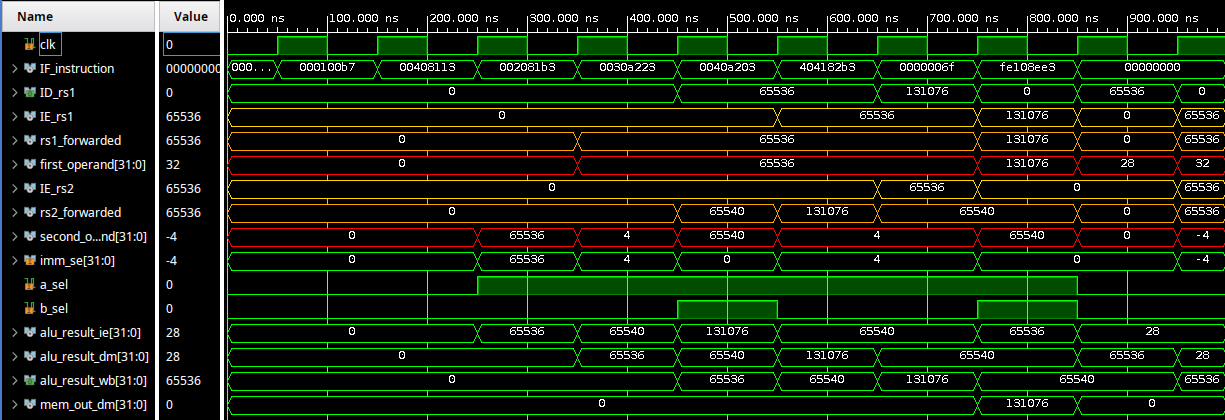 Name Value 0.000 ns 100.000 ns 200.000 ns 300.000 ns 400.000 ns 500.000 ns 600.000 ns 700.000 ns 800.000 ns 900.000 ns
clk 0
IF_instruction 00000000 000... 000100b7 00408113 002081b3 0030a223 0040a203 404182b3 0000006f fe108ee3 00000000
ID_rs1 0 0 65536 131076 0 65536 0
IE_rs1 65536 0 65536 131076 0 65536
rs1_forwarded 65536 0 65536 131076 0 65536
first_operand[31:0] 32 0 65536 131076 28 32
IE_rs2 65536 0 65536 0 65536
rs2_forwarded 65536 0 65540 131076 65540 0 65536
second_o...nd[31:0] -4 0 65536 4 65540 4 65540 0 -4
imm_se[31:0] -4 0 65536 4 0 4 0 -4
a_sel 0
b_sel 0
alu_result_ie[31:0] 28 0 65536 65540 131076 65540 65536 28
alu_result_dm[31:0] 28 0 65536 65540 131076 65540 65536 28
alu_result_wb[31:0] 65536 0 65536 65540 131076 65540 65536
mem_out_dm[31:0] 0 0 131076 0